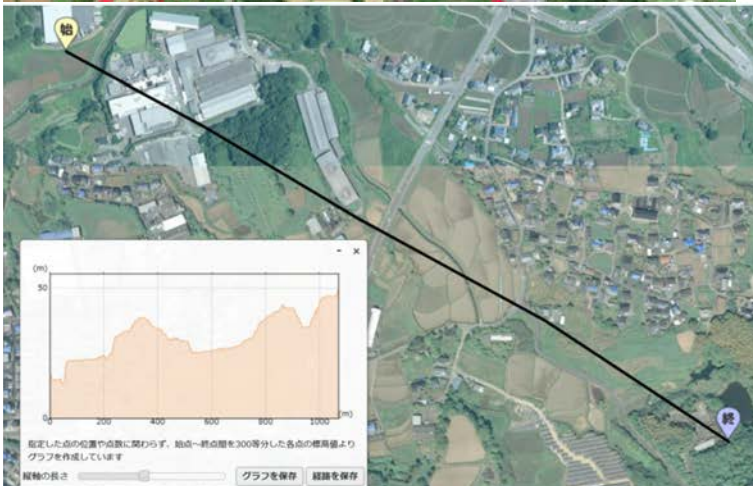 始
- ×
(m)
50
0
0 200 400 600 800 1000 (m)
指定した点の位置や点数に関わらず、始点～終点間を300等分した各点の標高値より
グラフを作成しています
縦軸の長さ グラフを保存 経路を保存
終